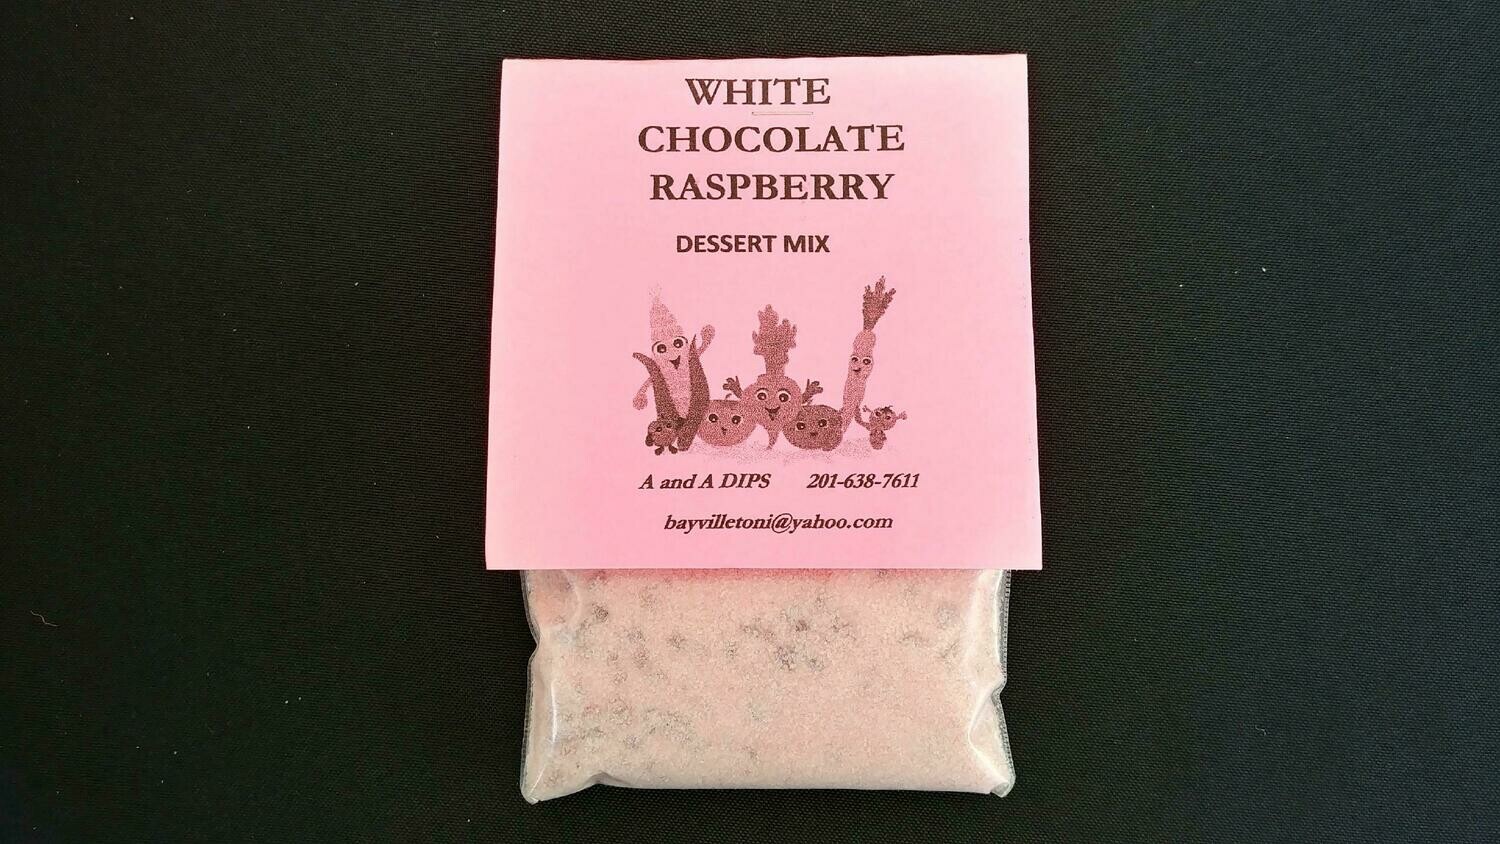 WHITE
CHOCOLATE
RASPBERRY
DESSERT MIX
A and A DIPS 201-638-7611
bayvilletoni@yahoo.com